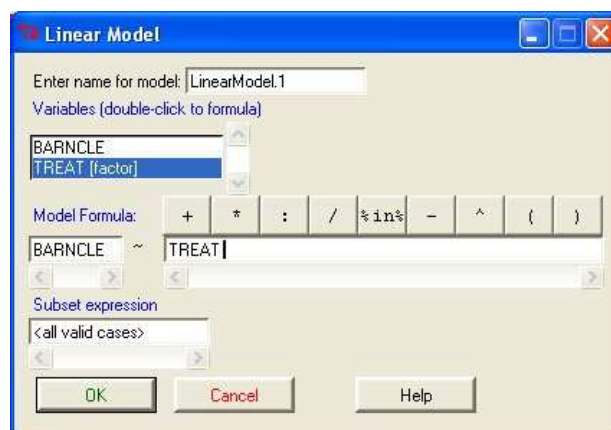 Linear Model
Enter name for model: LinearModel.1
Variables (double-click to formula)
BARNCLE
TREAT [factor]
Model Formula: + * : / %in% - ^ ( )
BARNCLE ~ TREAT
Subset expression
<all valid cases>
OK Cancel Help